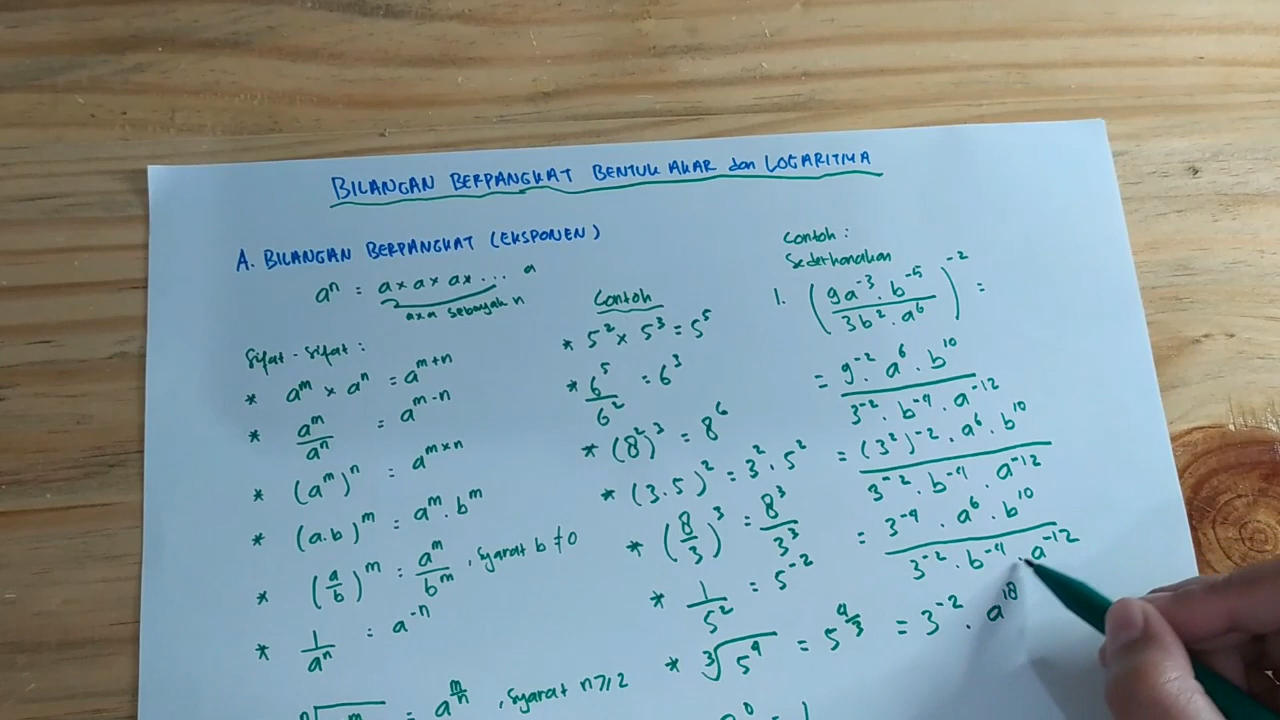 BILANGAN BERPANGKAT BENTUK AKAR dan LOGARITMA
A. BILANGAN BERPANGKAT (EKSPONEN)
aⁿ = a x a x a x ... a
axa sebanyak n
Sifat - Sifat :
* aᵐ x aⁿ = aᵐ⁺ⁿ
* aᵐ/aⁿ = aᵐ⁻ⁿ
* (aᵐ)ⁿ = aᵐˣⁿ
* (a.b)ᵐ = aᵐ . bᵐ
* (a/b)ᵐ = aᵐ/bᵐ , syarat b ≠ 0
* 1/aⁿ = a⁻ⁿ
= a^(m/n) , syarat n ≥ 2
Contoh
* 5² x 5³ = 5⁵
* 6⁵/6² = 6³
* (8²)³ = 8⁶
* (3.5)² = 3² . 5²
* (8/3)³ = 8³/3³
* 1/5² = 5⁻²
* ³√5⁴ = 5^(4/3)
a⁰ = 1
Contoh :
Sederhanakan
1. (9a⁻³ . b⁻⁵ / 3b² . a⁶)⁻² =
= 9⁻² . a⁶ . b¹⁰ / 3⁻² . b⁻⁴ . a⁻¹²
= (3²)⁻² . a⁶ . b¹⁰ / 3⁻² . b⁻⁴ . a⁻¹²
= 3⁻⁴ . a⁶ . b¹⁰ / 3⁻² . b⁻⁴ . a⁻¹²
= 3⁻² . a¹⁸